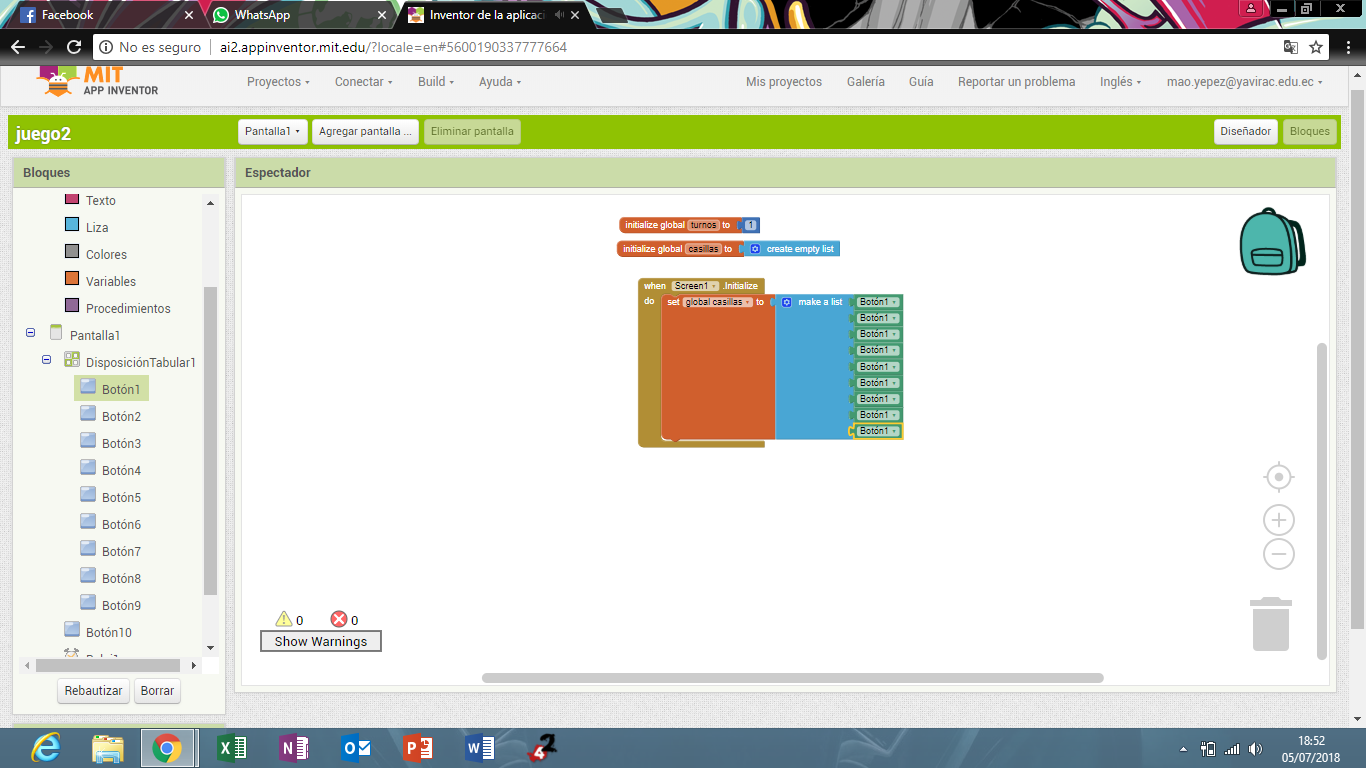 Facebook
WhatsApp
Inventor de la aplicaci
No es seguro
ai2.appinventor.mit.edu/?locale=en#5600190337777664
MIT
APP INVENTOR
Proyectos
Conectar
Build
Ayuda
Mis proyectos
Galería
Guía
Reportar un problema
Inglés
mao.yepez@yavirac.edu.ec
juego2
Pantalla1
Agregar pantalla ...
Eliminar pantalla
Diseñador
Bloques
Bloques
Texto
Liza
Colores
Variables
Procedimientos
Pantalla1
DisposiciónTabular1
Botón1
Botón2
Botón3
Botón4
Botón5
Botón6
Botón7
Botón8
Botón9
Botón10
Rebautizar
Borrar
Espectador
initialize global turnos to 1
initialize global casillas to create empty list
when Screen1 .Initialize
do set global casillas to make a list Botón1
Botón1
Botón1
Botón1
Botón1
Botón1
Botón1
Botón1
Botón1
0 0
Show Warnings
18:52
05/07/2018